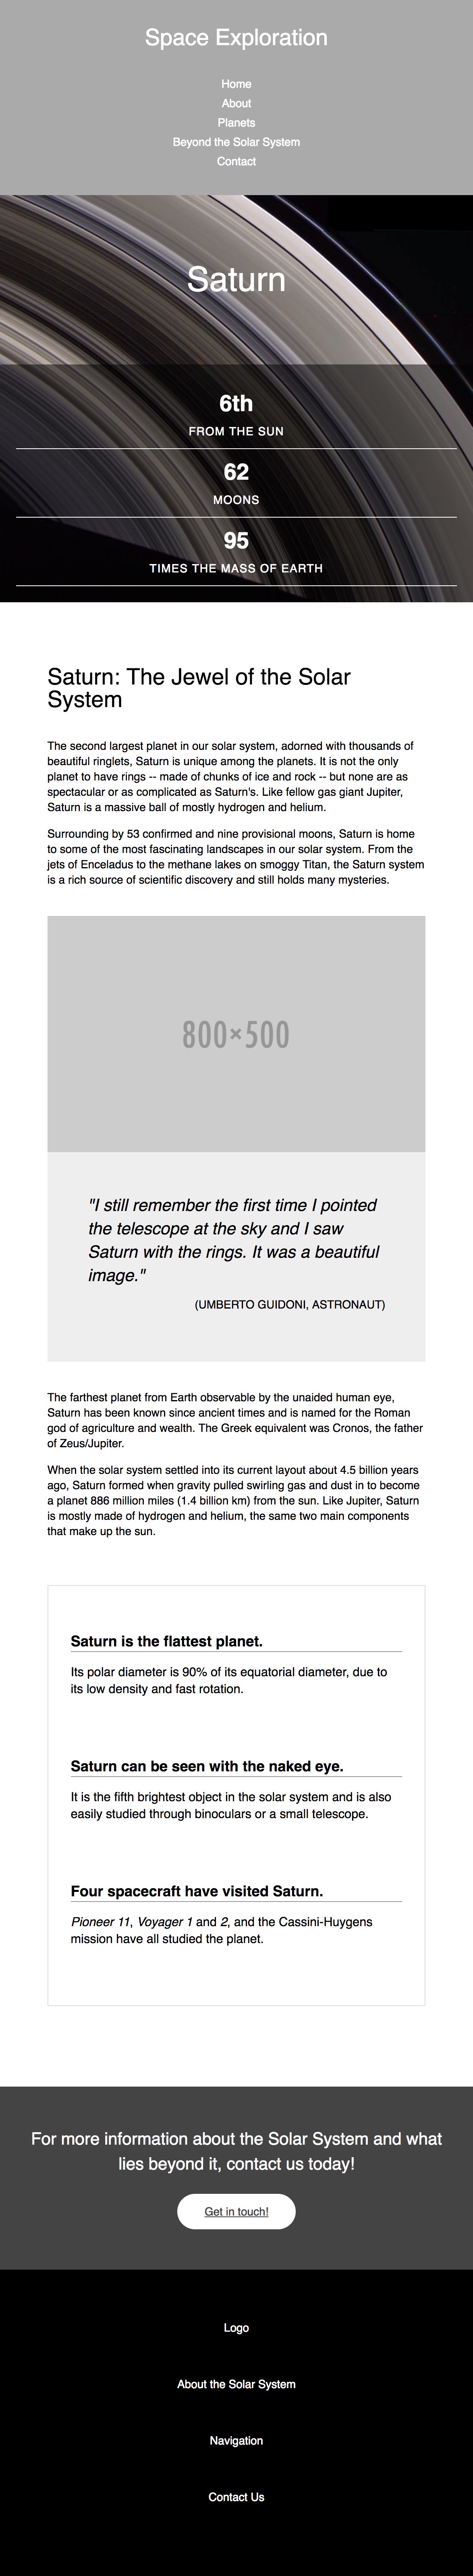 Space Exploration
Home
About
Planets
Beyond the Solar System
Contact
Saturn
6th
FROM THE SUN
62
MOONS
95
TIMES THE MASS OF EARTH
Saturn: The Jewel of the Solar
System
The second largest planet in our solar system, adorned with thousands of
beautiful ringlets, Saturn is unique among the planets. It is not the only
planet to have rings -- made of chunks of ice and rock -- but none are as
spectacular or as complicated as Saturn's. Like fellow gas giant Jupiter,
Saturn is a massive ball of mostly hydrogen and helium.
Surrounding by 53 confirmed and nine provisional moons, Saturn is home
to some of the most fascinating landscapes in our solar system. From the
jets of Enceladus to the methane lakes on smoggy Titan, the Saturn system
is a rich source of scientific discovery and still holds many mysteries.
800×500
"I still remember the first time I pointed
the telescope at the sky and I saw
Saturn with the rings. It was a beautiful
image."
(UMBERTO GUIDONI, ASTRONAUT)
The farthest planet from Earth observable by the unaided human eye,
Saturn has been known since ancient times and is named for the Roman
god of agriculture and wealth. The Greek equivalent was Cronos, the father
of Zeus/Jupiter.
When the solar system settled into its current layout about 4.5 billion years
ago, Saturn formed when gravity pulled swirling gas and dust in to become
a planet 886 million miles (1.4 billion km) from the sun. Like Jupiter, Saturn
is mostly made of hydrogen and helium, the same two main components
that make up the sun.
Saturn is the flattest planet.
Its polar diameter is 90% of its equatorial diameter, due to
its low density and fast rotation.
Saturn can be seen with the naked eye.
It is the fifth brightest object in the solar system and is also
easily studied through binoculars or a small telescope.
Four spacecraft have visited Saturn.
Pioneer 11, Voyager 1 and 2, and the Cassini-Huygens
mission have all studied the planet.
For more information about the Solar System and what
lies beyond it, contact us today!
Get in touch!
Logo
About the Solar System
Navigation
Contact Us